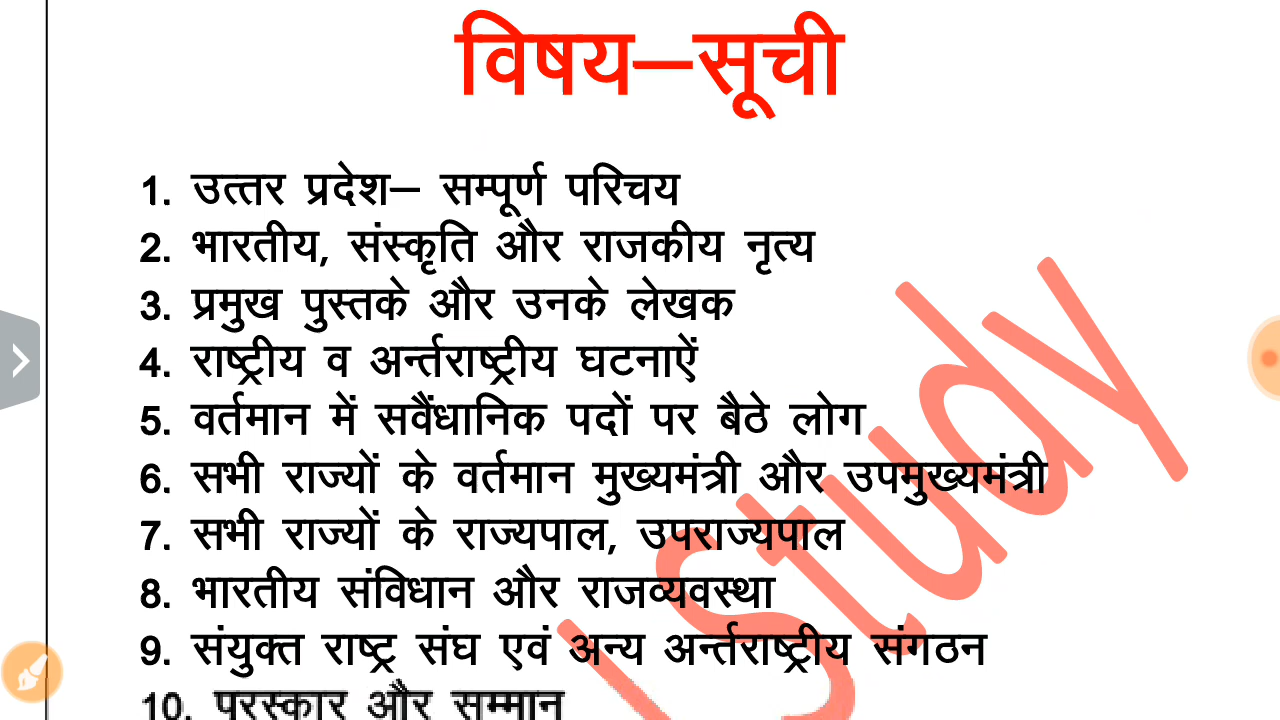 विषय–सूची
1. उत्तर प्रदेश– सम्पूर्ण परिचय
2. भारतीय, संस्कृति और राजकीय नृत्य
3. प्रमुख पुस्तके और उनके लेखक
4. राष्ट्रीय व अर्न्तराष्ट्रीय घटनाऐं
5. वर्तमान में सवैंधानिक पदों पर बैठे लोग
6. सभी राज्यों के वर्तमान मुख्यमंत्री और उपमुख्यमंत्री
7. सभी राज्यों के राज्यपाल, उपराज्यपाल
8. भारतीय संविधान और राजव्यवस्था
9. संयुक्त राष्ट्र संघ एवं अन्य अर्न्तराष्ट्रीय संगठन
10. पुरस्कार और सम्मान
Study